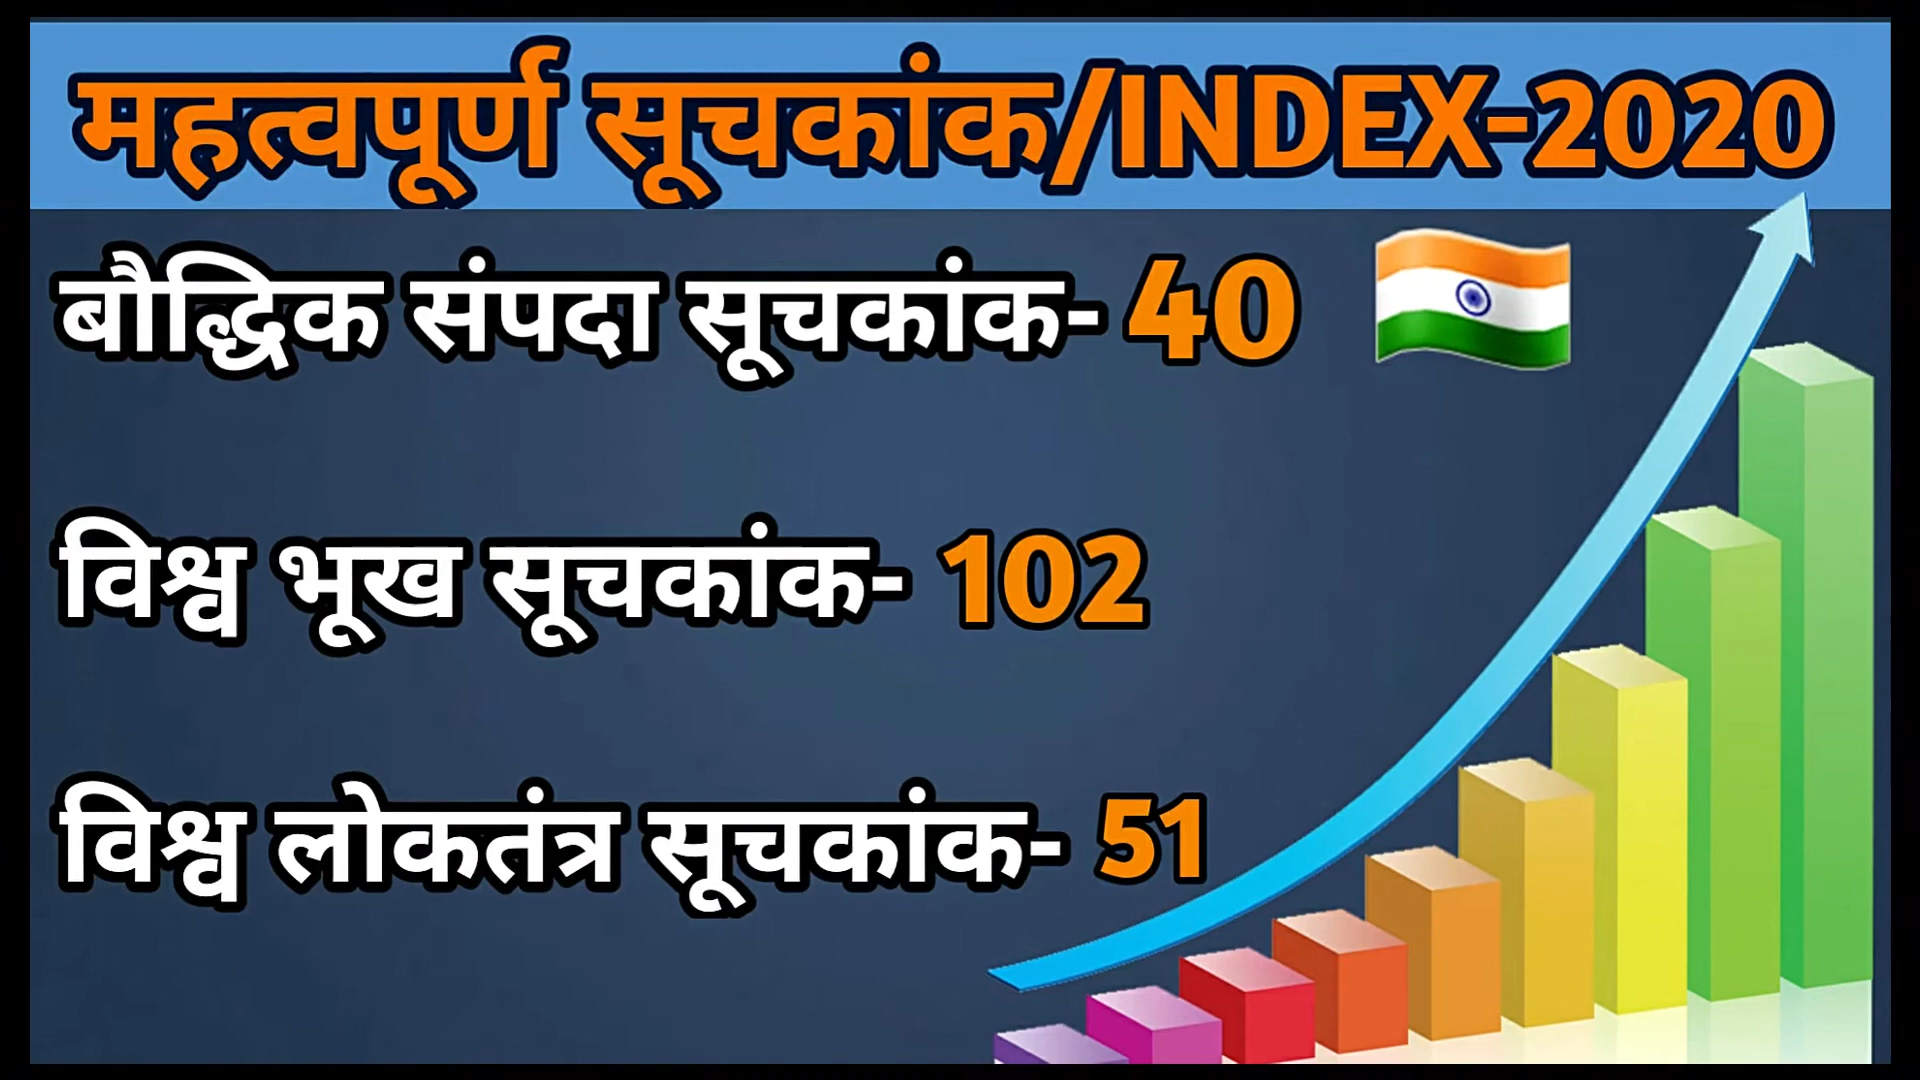 महत्वपूर्ण सूचकांक/INDEX-2020
बौद्धिक संपदा सूचकांक- 40
विश्व भूख सूचकांक- 102
विश्व लोकतंत्र सूचकांक- 51